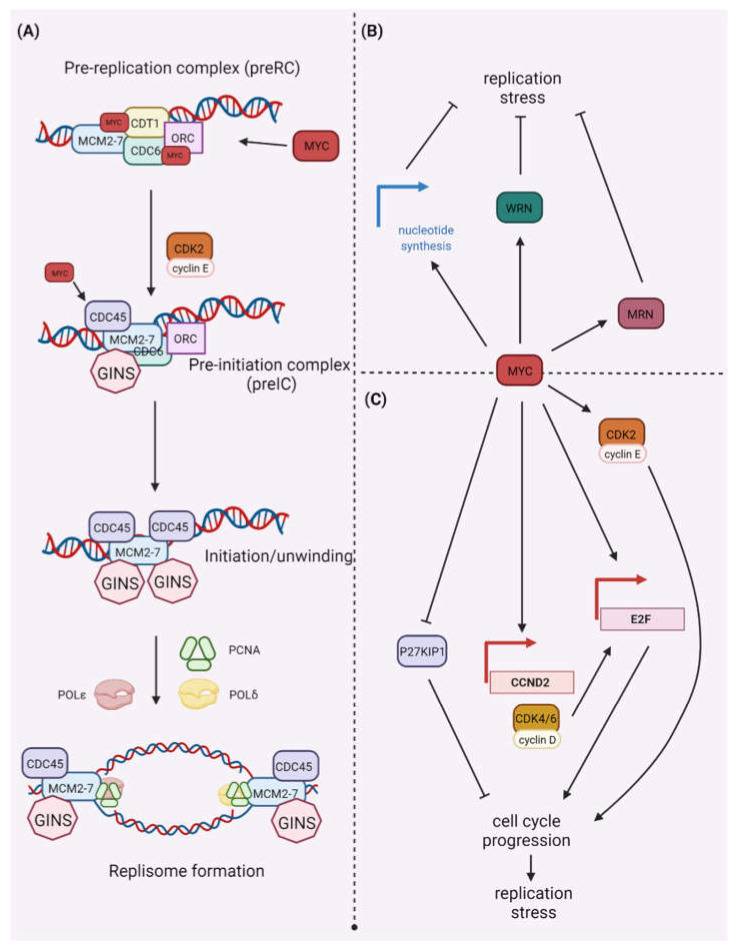 (A)
Pre-replication complex (preRC)
MYC
CDT1
MCM2-7
ORC
CDC6
MYC
MYC
CDK2
cyclin E
MYC
CDC45
MCM2-7
ORC
CDC6
GINS
Pre-initiation complex
(preIC)
CDC45
CDC45
MCM2-7
Initiation/unwinding
GINS
GINS
PCNA
POLε
POLδ
CDC45
CDC45
MCM2-7
MCM2-7
GINS
GINS
Replisome formation
(B)
replication
stress
WRN
nucleotide
synthesis
MRN
MYC
(C)
CDK2
cyclin E
E2F
P27KIP1
CCND2
CDK4/6
cyclin D
cell cycle
progression
replication
stress